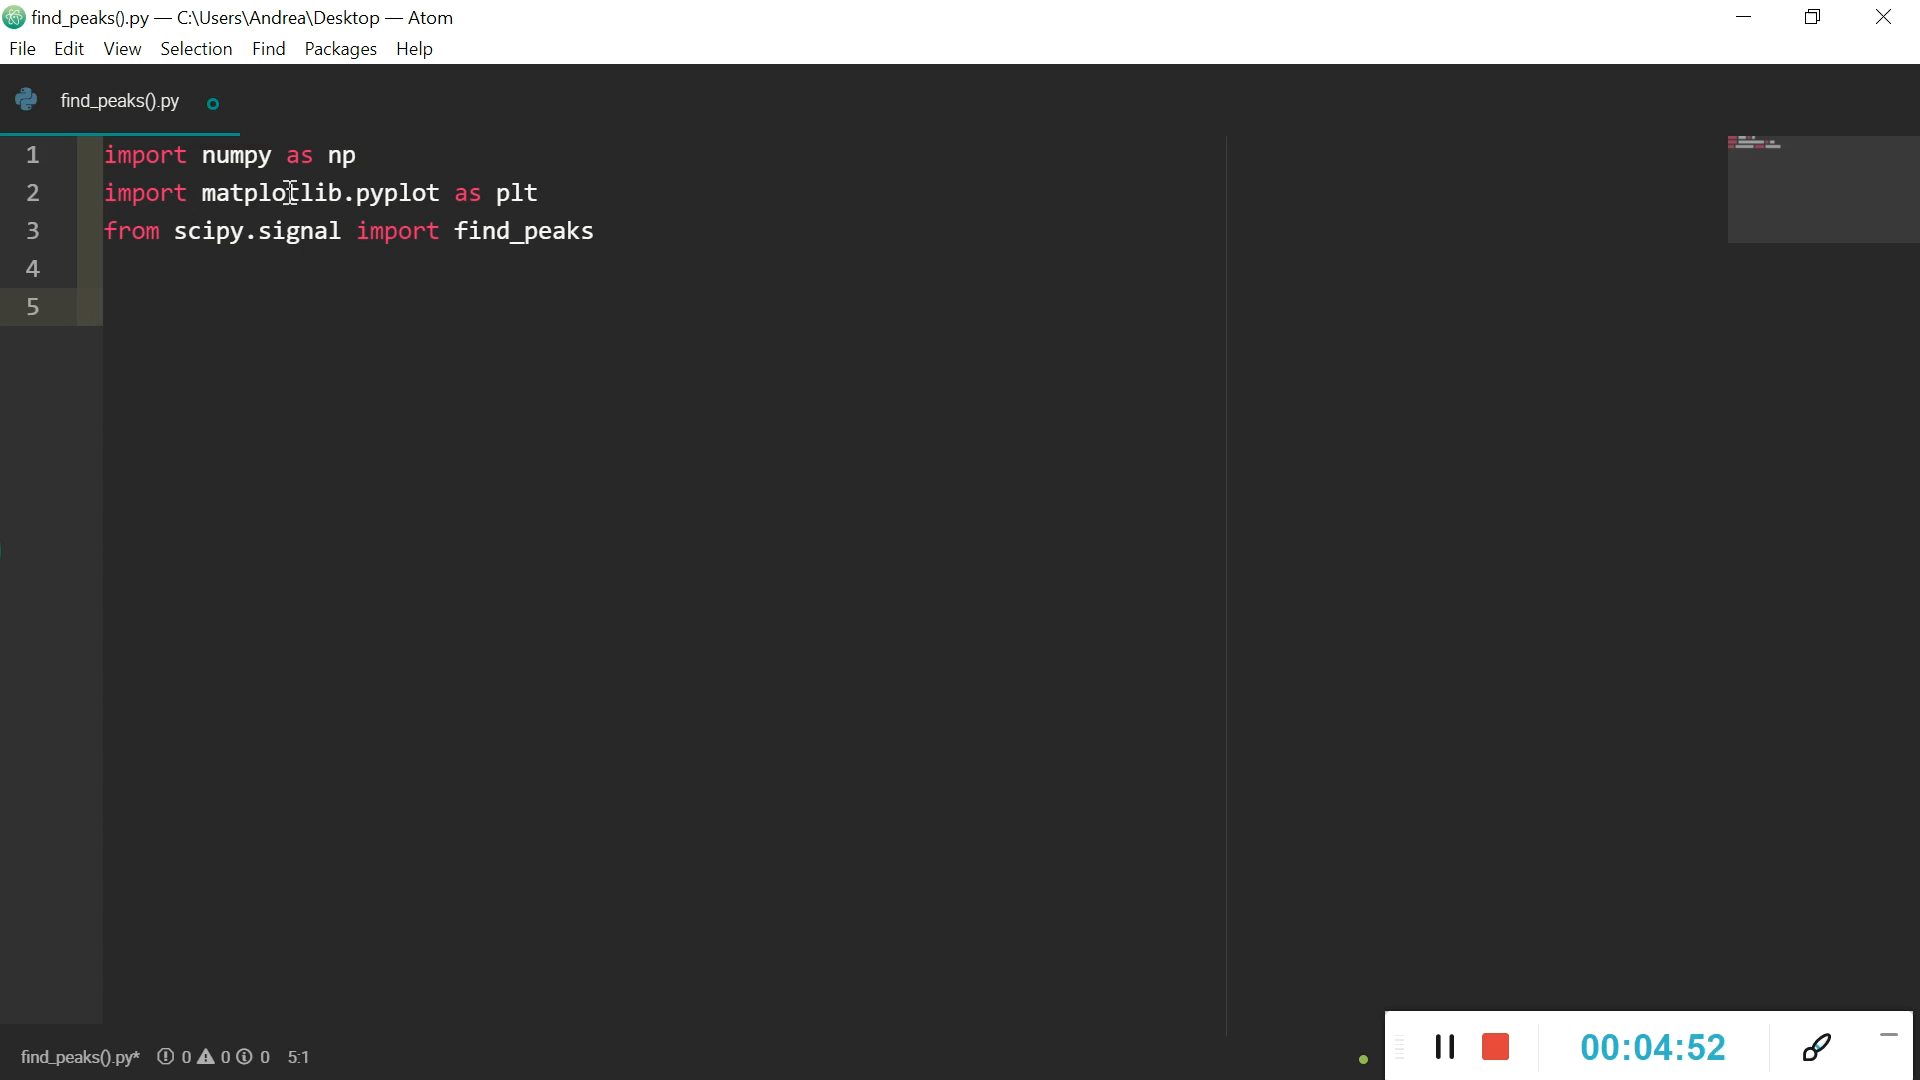 find_peaks().py — C:\Users\Andrea\Desktop — Atom
File Edit View Selection Find Packages Help
find_peaks().py
1 import numpy as np
2 import matplotlib.pyplot as plt
3 from scipy.signal import find_peaks
4
5
find_peaks().py* 0 0 0 5:1
00:04:52